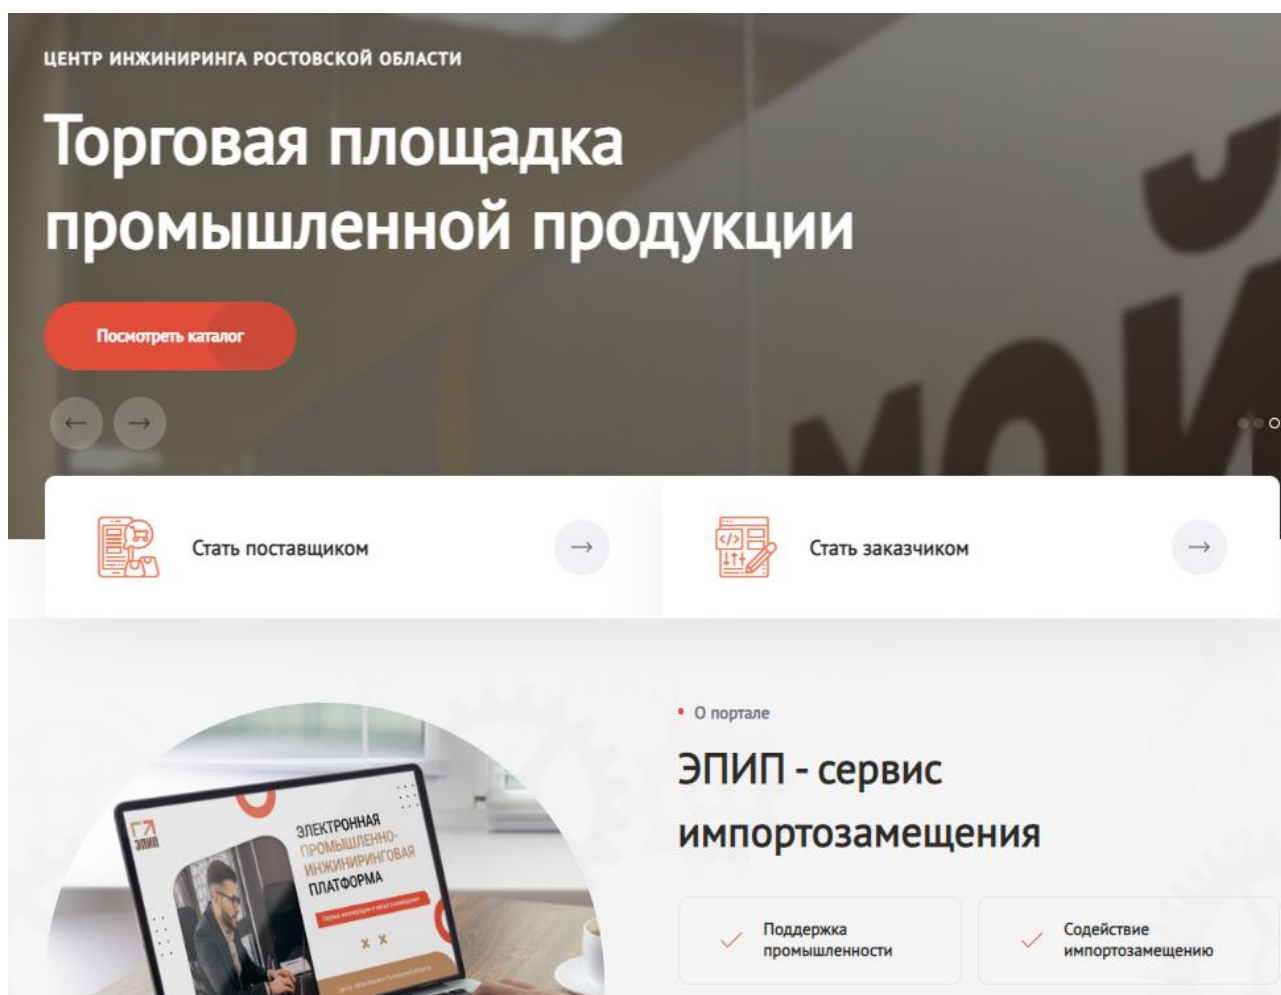 ЦЕНТР ИНЖИНИРИНГА РОСТОВСКОЙ ОБЛАСТИ
Торговая площадка
промышленной продукции
Посмотреть каталог
МОЙ
Стать поставщиком
Стать заказчиком
О портале
ЭПИП - сервис
импортозамещения
ЭПИП
ЭЛЕКТРОННАЯ
ПРОМЫШЛЕННО-
ИНЖИНИРИНГОВАЯ
ПЛАТФОРМА
Поддержка
промышленности
Содействие
импортозамещению